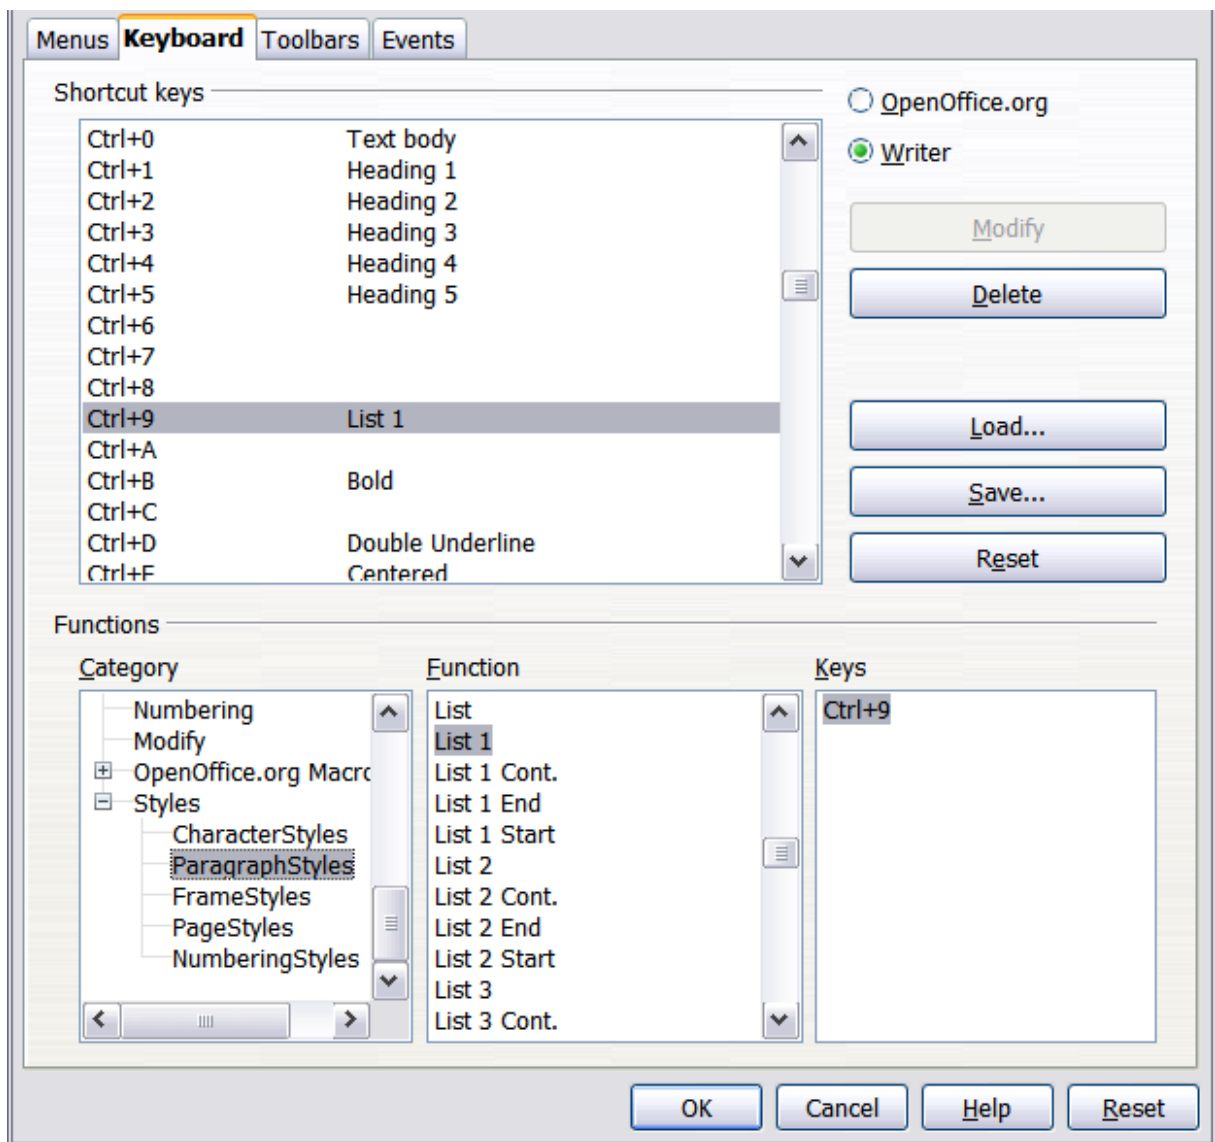 Menus Keyboard Toolbars Events
Shortcut keys
OpenOffice.org
Writer
Ctrl+0 Text body
Ctrl+1 Heading 1
Ctrl+2 Heading 2
Ctrl+3 Heading 3
Ctrl+4 Heading 4
Ctrl+5 Heading 5
Ctrl+6
Ctrl+7
Ctrl+8
Ctrl+9 List 1
Ctrl+A
Ctrl+B Bold
Ctrl+C
Ctrl+D Double Underline
Ctrl+E Centered
Modify
Delete
Load...
Save...
Reset
Functions
Category
Numbering
Modify
OpenOffice.org Macro
Styles
CharacterStyles
ParagraphStyles
FrameStyles
PageStyles
NumberingStyles
Function
List
List 1
List 1 Cont.
List 1 End
List 1 Start
List 2
List 2 Cont.
List 2 End
List 2 Start
List 3
List 3 Cont.
Keys
Ctrl+9
OK Cancel Help Reset